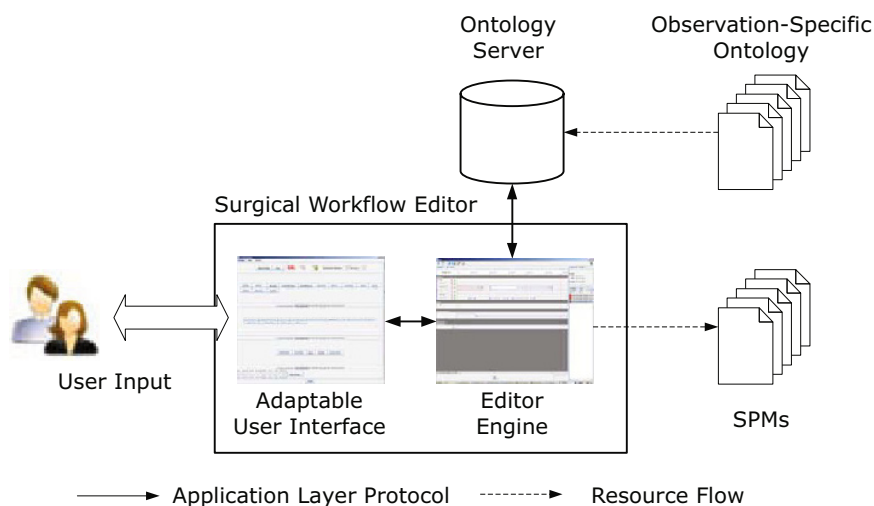 Ontology
Server
Observation-Specific
Ontology
Surgical Workflow Editor
User Input
Adaptable
User Interface
Editor
Engine
SPMs
Application Layer Protocol
Resource Flow